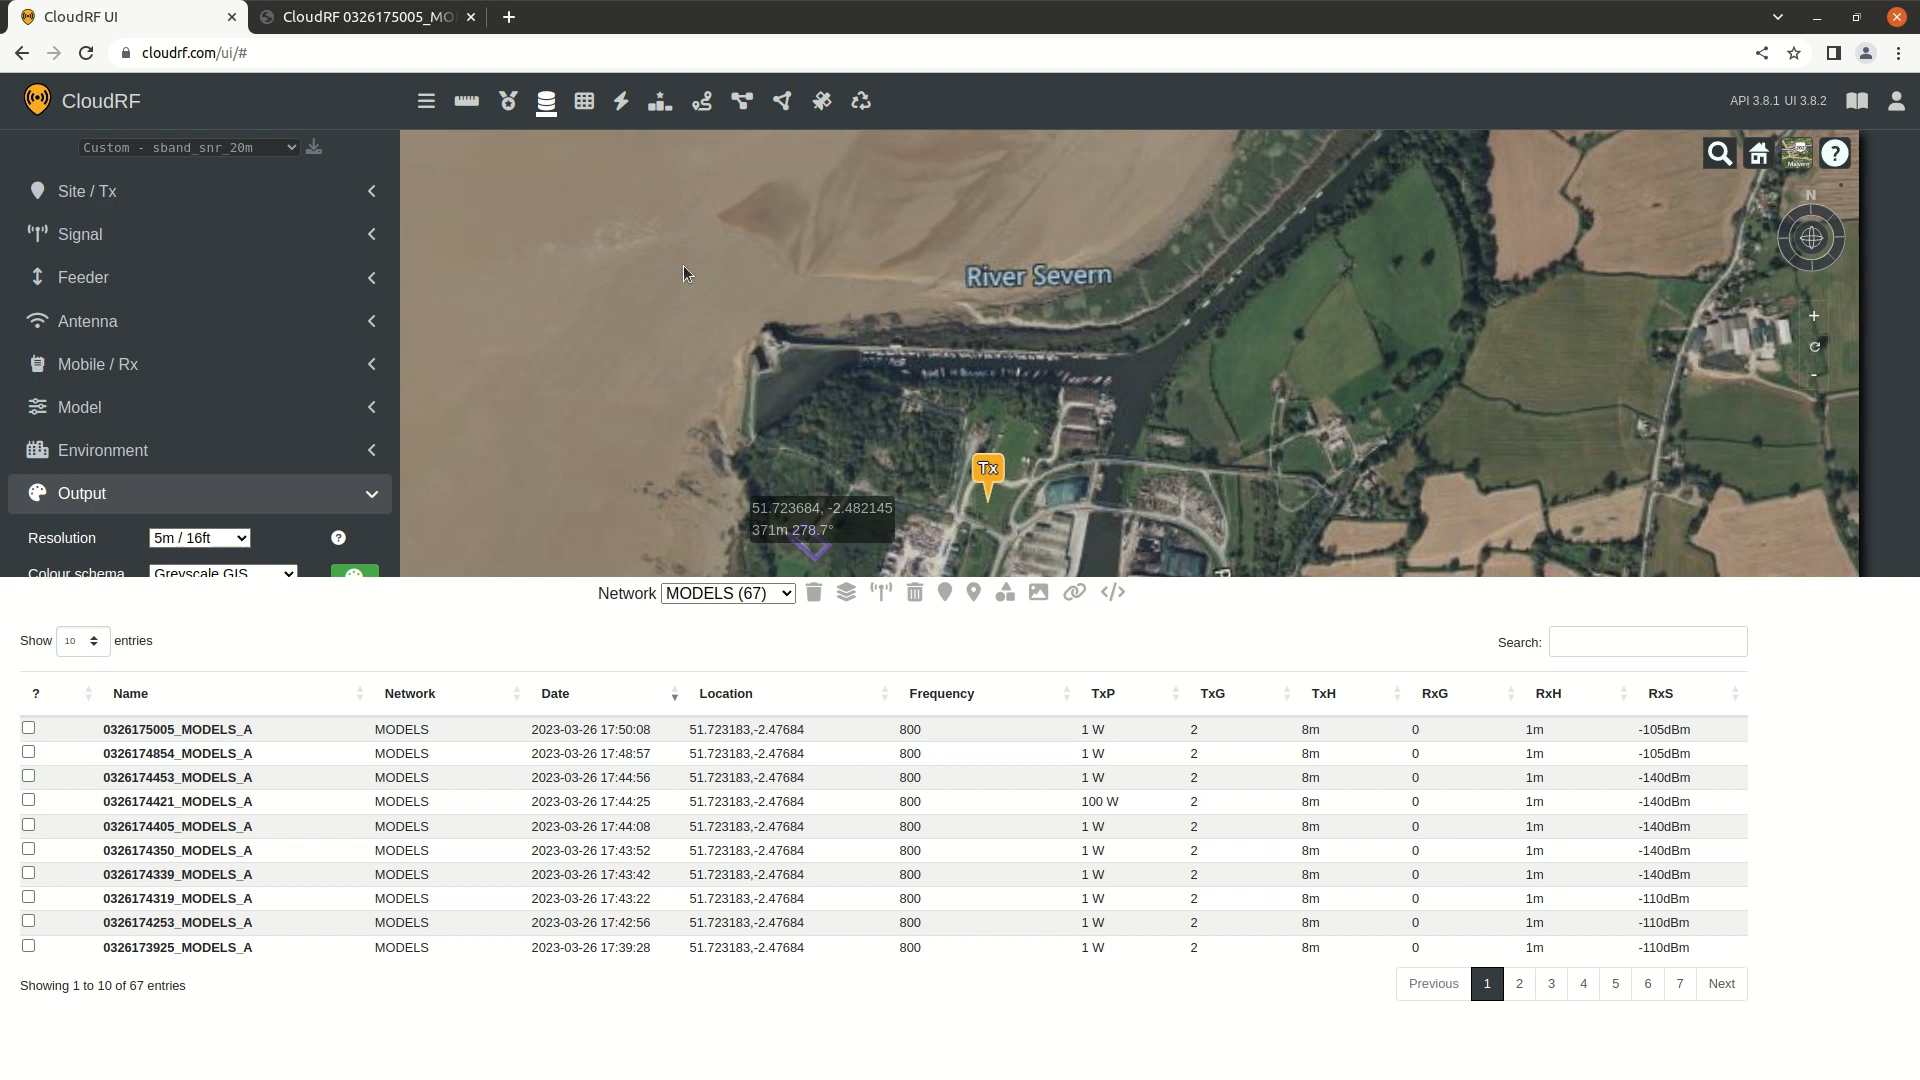 CloudRF UI
CloudRF 0326175005_MO
cloudrf.com/ui/#
CloudRF
API 3.8.1 UI 3.8.2
Custom - sband_snr_20m
Site / Tx
Signal
Feeder
Antenna
Mobile / Rx
Model
Environment
Output
Resolution 5m / 16ft ?
Colour schema Greyscale GIS
River Severn
N
?
+
-
Tx
51.723684, -2.482145
371m 278.7°
Network MODELS (67)
Show 10 entries
Search:
? Name Network Date Location Frequency TxP TxG TxH RxG RxH RxS
0326175005_MODELS_A MODELS 2023-03-26 17:50:08 51.723183,-2.47684 800 1 W 2 8m 0 1m -105dBm
0326174854_MODELS_A MODELS 2023-03-26 17:48:57 51.723183,-2.47684 800 1 W 2 8m 0 1m -105dBm
0326174453_MODELS_A MODELS 2023-03-26 17:44:56 51.723183,-2.47684 800 1 W 2 8m 0 1m -140dBm
0326174421_MODELS_A MODELS 2023-03-26 17:44:25 51.723183,-2.47684 800 100 W 2 8m 0 1m -140dBm
0326174405_MODELS_A MODELS 2023-03-26 17:44:08 51.723183,-2.47684 800 1 W 2 8m 0 1m -140dBm
0326174350_MODELS_A MODELS 2023-03-26 17:43:52 51.723183,-2.47684 800 1 W 2 8m 0 1m -140dBm
0326174339_MODELS_A MODELS 2023-03-26 17:43:42 51.723183,-2.47684 800 1 W 2 8m 0 1m -140dBm
0326174319_MODELS_A MODELS 2023-03-26 17:43:22 51.723183,-2.47684 800 1 W 2 8m 0 1m -110dBm
0326174253_MODELS_A MODELS 2023-03-26 17:42:56 51.723183,-2.47684 800 1 W 2 8m 0 1m -110dBm
0326173925_MODELS_A MODELS 2023-03-26 17:39:28 51.723183,-2.47684 800 1 W 2 8m 0 1m -110dBm
Showing 1 to 10 of 67 entries
Previous 1 2 3 4 5 6 7 Next